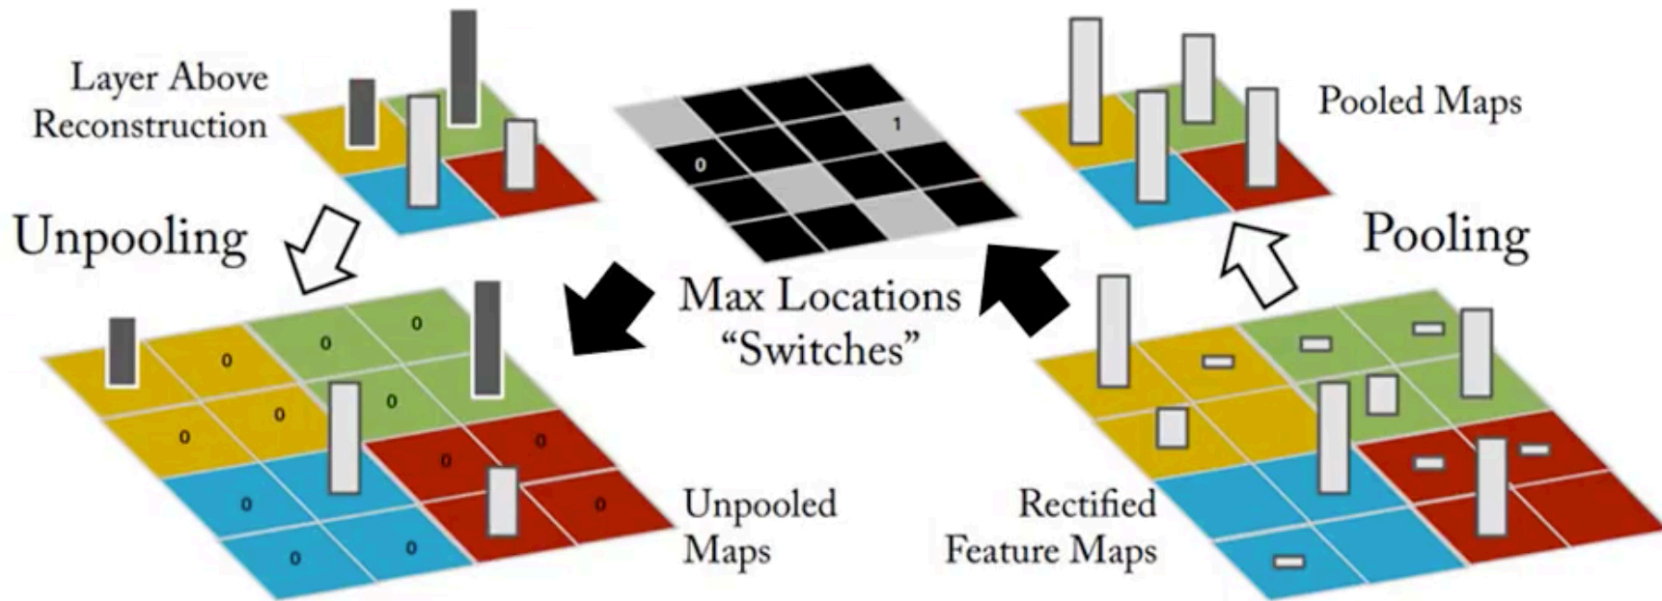 Layer Above
Reconstruction
Pooled Maps
1
0
Unpooling
Pooling
Max Locations
“Switches”
0
0
0
0
0
0
0
0
0
0
0
0
Unpooled
Maps
Rectified
Feature Maps